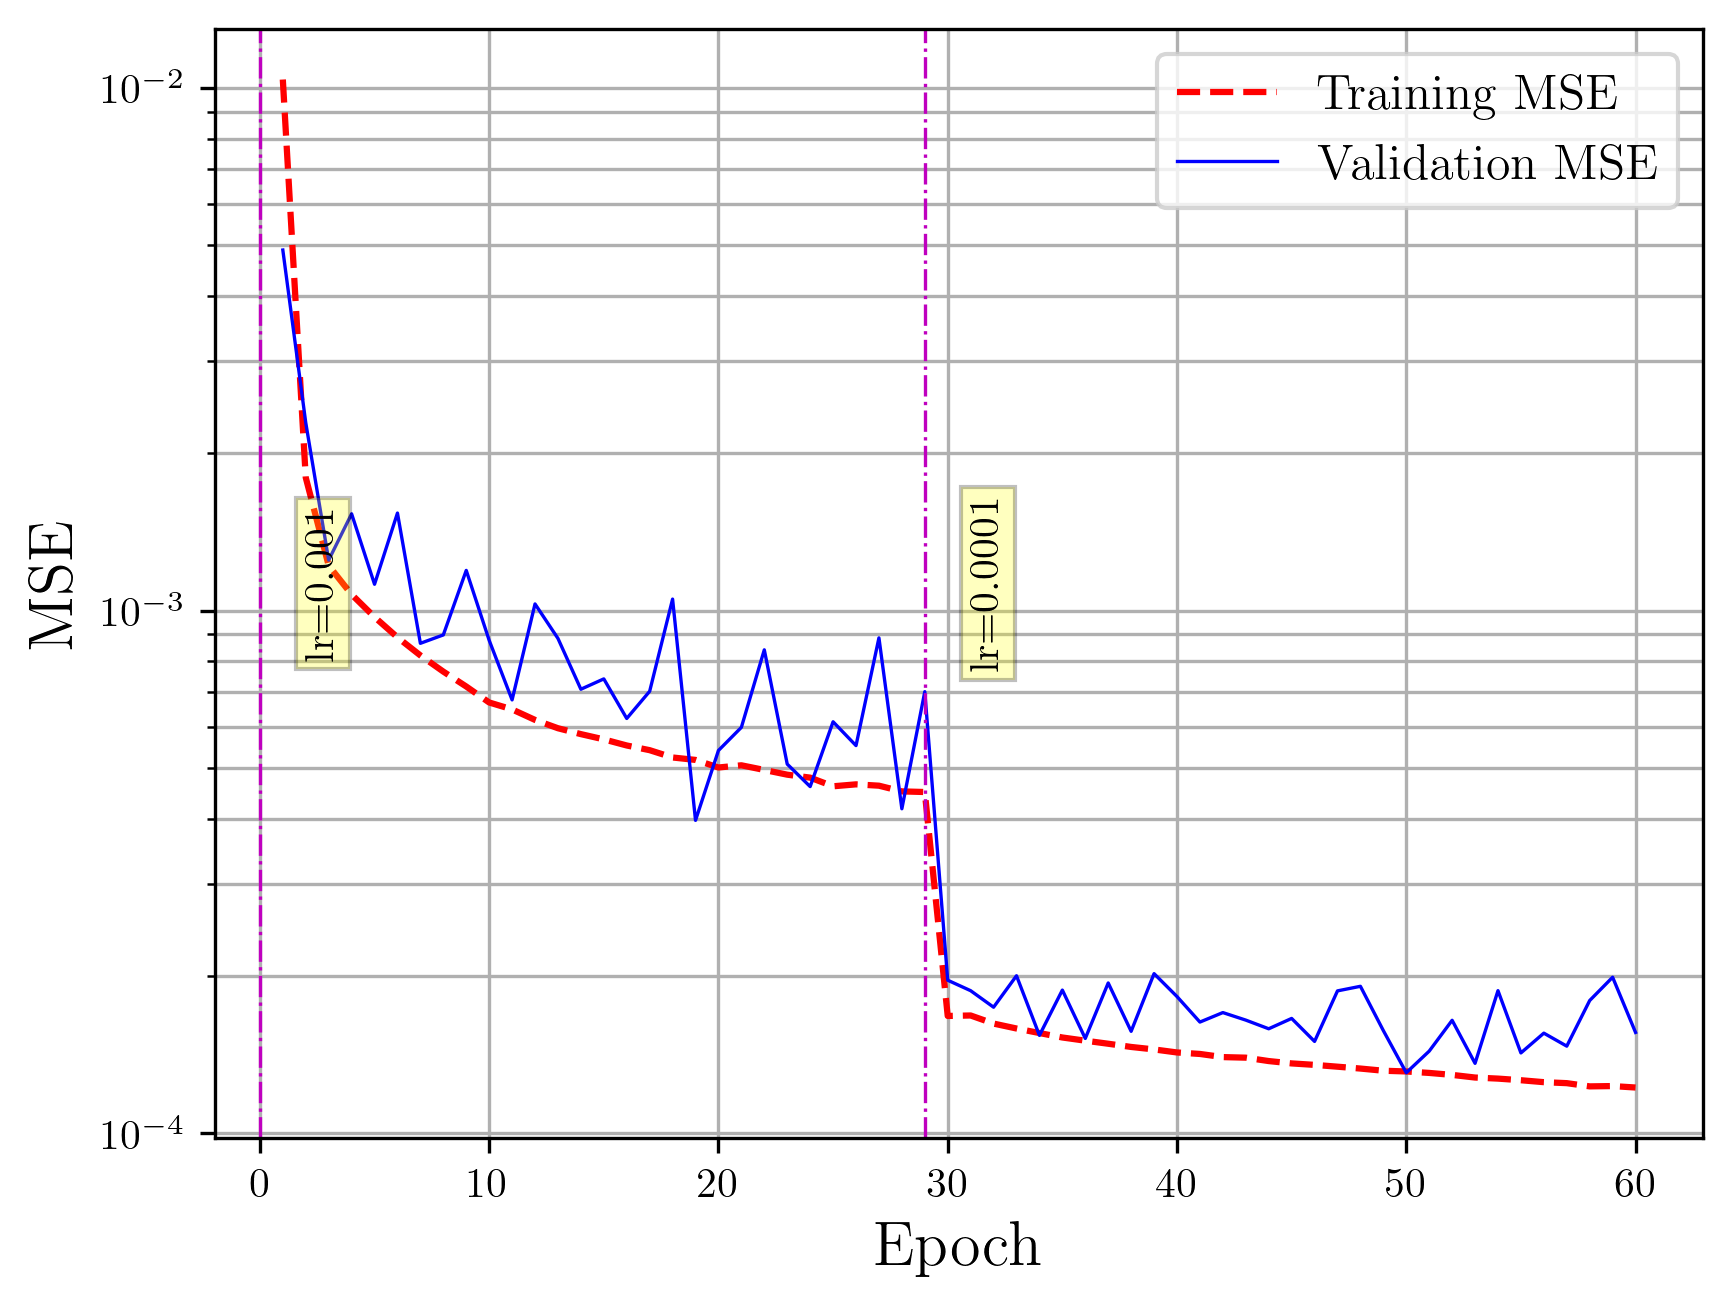 10−2
10−3
10−4
MSE
Training MSE
Validation MSE
lr=0.001
lr=0.0001
0 10 20 30 40 50 60
Epoch